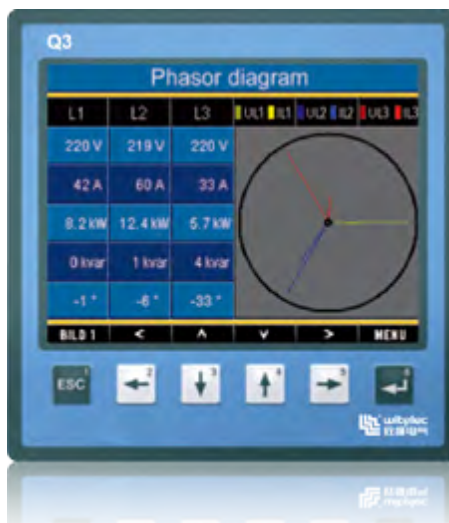 Q3
Phasor diagram
L1 L2 L3 UL1 IL1 UL2 IL2 UL3 IL3
220 V 219 V 220 V
42 A 60 A 33 A
8.2 kW 12.4 kW 5.7 kW
0 kvar 1 kvar 4 kvar
-1 ° -6 ° -33 °
BILD 1 < ^ v > MENU
ESC 1 2 3 4 5 6